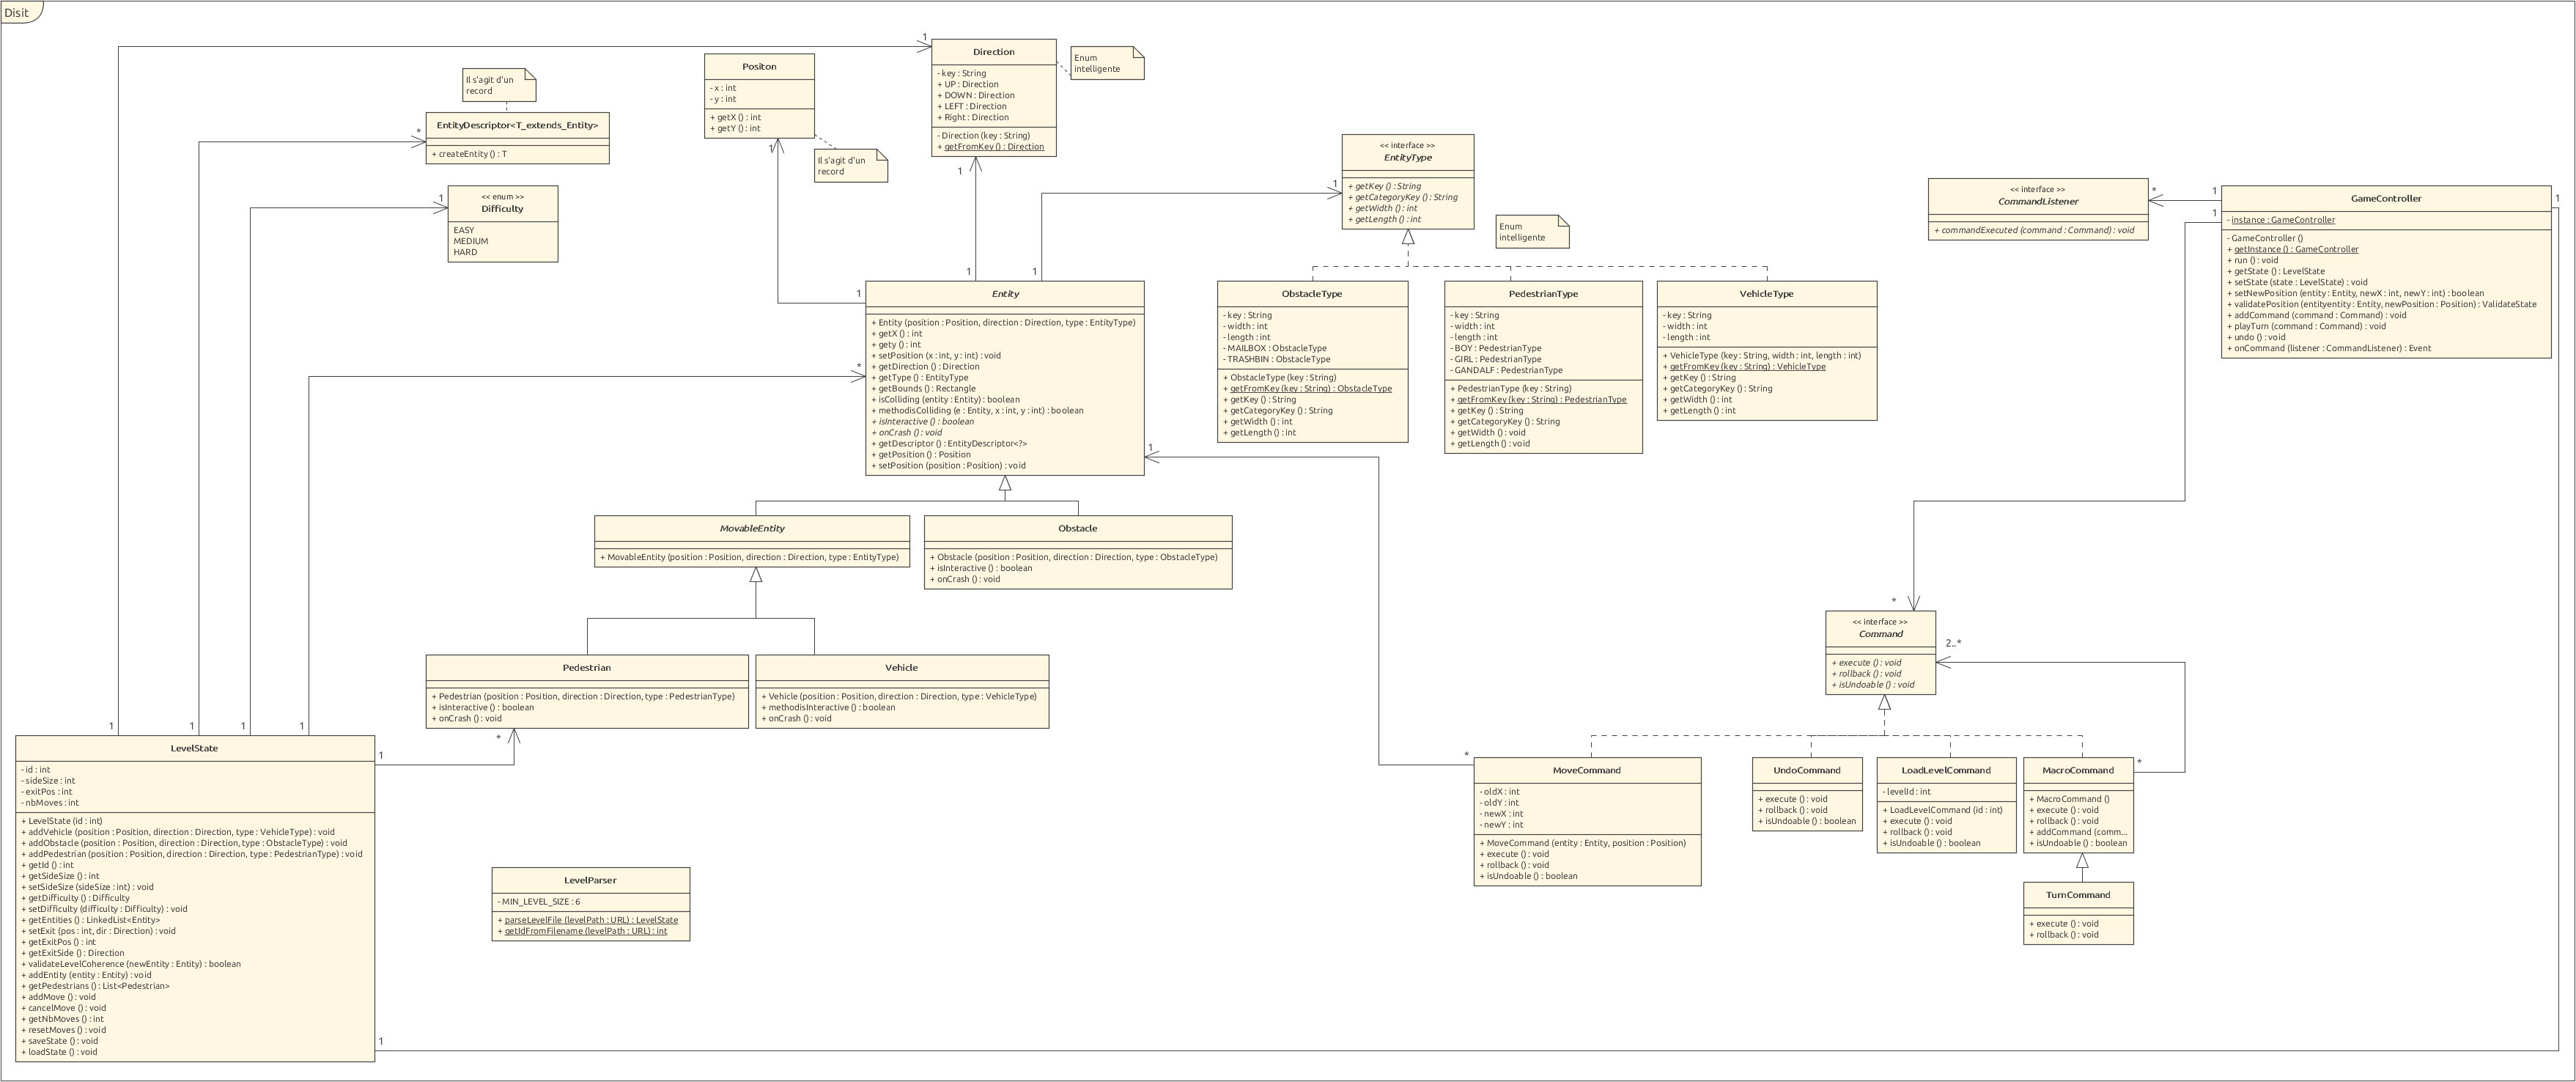 Disit
Il s'agit d'un
record
EntityDescriptor<T_extends_Entity>
+ createEntity () : T
*
<< enum >>
Difficulty
EASY
MEDIUM
HARD
1
Positon
- x : int
- y : int
+ getX () : int
+ getY () : int
1
Il s'agit d'un
record
1
Direction
- key : String
+ UP : Direction
+ DOWN : Direction
+ LEFT : Direction
+ Right : Direction
- Direction (key : String)
+ getFromKey () : Direction
1
Enum
intelligente
<< interface >>
EntityType
+ getKey () : String
+ getCategoryKey () : String
+ getWidth () : int
+ getLength () : int
1
Enum
intelligente
<< interface >>
CommandListener
+ commandExecuted (command : Command) : void
*
1
1
1
GameController
- instance : GameController
- GameController ()
+ getInstance () : GameController
+ run () : void
+ getState () : LevelState
+ setState (state : LevelState) : void
+ setNewPosition (entity : Entity, newX : int, newY : int) : boolean
+ validatePosition (entityentity : Entity, newPosition : Position) : ValidateState
+ addCommand (command : Command) : void
+ playTurn (command : Command) : void
+ undo () : void
+ onCommand (listener : CommandListener) : Event
1
1
1
*
1
Entity
+ Entity (position : Position, direction : Direction, type : EntityType)
+ getX () : int
+ gety () : int
+ setPosition (x : int, y : int) : void
+ getDirection () : Direction
+ getType () : EntityType
+ getBounds () : Rectangle
+ isColliding (entity : Entity) : boolean
+ methodisColliding (e : Entity, x : int, y : int) : boolean
+ isInteractive () : boolean
+ onCrash () : void
+ getDescriptor () : EntityDescriptor<?>
+ getPosition () : Position
+ setPosition (position : Position) : void
ObstacleType
- key : String
- width : int
- length : int
- MAILBOX : ObstacleType
- TRASHBIN : ObstacleType
+ ObstacleType (key : String)
+ getFromKey (key : String) : ObstacleType
+ getKey () : String
+ getCategoryKey () : String
+ getWidth () : int
+ getLength () : int
PedestrianType
- key : String
- width : int
- length : int
- BOY : PedestrianType
- GIRL : PedestrianType
- GANDALF : PedestrianType
+ PedestrianType (key : String)
+ getFromKey (key : String) : PedestrianType
+ getKey () : String
+ getCategoryKey () : String
+ getWidth () : void
+ getLength () : void
VehicleType
- key : String
- width : int
- length : int
+ VehicleType (key : String, width : int, length : int)
+ getFromKey (key : String) : VehicleType
+ getKey () : String
+ getCategoryKey () : String
+ getWidth () : int
+ getLength () : int
MovableEntity
+ MovableEntity (position : Position, direction : Direction, type : EntityType)
Obstacle
+ Obstacle (position : Position, direction : Direction, type : ObstacleType)
+ isInteractive () : boolean
+ onCrash () : void
Pedestrian
+ Pedestrian (position : Position, direction : Direction, type : PedestrianType)
+ isInteractive () : boolean
+ onCrash () : void
*
Vehicle
+ Vehicle (position : Position, direction : Direction, type : VehicleType)
+ methodisInteractive () : boolean
+ onCrash () : void
*
<< interface >>
Command
+ execute () : void
+ rollback () : void
+ isUndoable () : void
2..*
1
1
1
1
LevelState
- id : int
- sideSize : int
- exitPos : int
- nbMoves : int
+ LevelState (id : int)
+ addVehicle (position : Position, direction : Direction, type : VehicleType) : void
+ addObstacle (position : Position, direction : Direction, type : ObstacleType) : void
+ addPedestrian (position : Position, direction : Direction, type : PedestrianType) : void
+ getId () : int
+ getSideSize () : int
+ setSideSize (sideSize : int) : void
+ getDifficulty () : Difficulty
+ setDifficulty (difficulty : Difficulty) : void
+ getEntities () : LinkedList<Entity>
+ setExit (pos : int, dir : Direction) : void
+ getExitPos () : int
+ getExitSide () : Direction
+ validateLevelCoherence (newEntity : Entity) : boolean
+ addEntity (entity : Entity) : void
+ getPedestrians () : List<Pedestrian>
+ addMove () : void
+ cancelMove () : void
+ getNbMoves () : int
+ resetMoves () : void
+ saveState () : void
+ loadState () : void
1
1
LevelParser
- MIN_LEVEL_SIZE : 6
+ parseLevelFile (levelPath : URL) : LevelState
+ getIdFromFilename (levelPath : URL) : int
*
MoveCommand
- oldX : int
- oldY : int
- newX : int
- newY : int
+ MoveCommand (entity : Entity, position : Position)
+ execute () : void
+ rollback () : void
+ isUndoable () : boolean
UndoCommand
+ execute () : void
+ rollback () : void
+ isUndoable () : boolean
LoadLevelCommand
- levelId : int
+ LoadLevelCommand (id : int)
+ execute () : void
+ rollback () : void
+ isUndoable () : boolean
MacroCommand
+ MacroCommand ()
+ execute () : void
+ rollback () : void
+ addCommand (comm...
+ isUndoable () : boolean
*
TurnCommand
+ execute () : void
+ rollback () : void